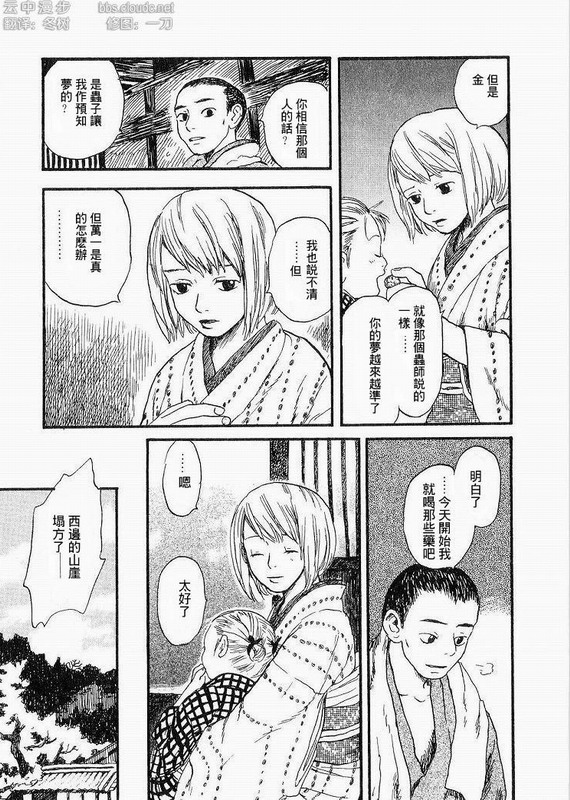 云中漫步 bbs.cloudc.net
翻译: 冬树 修图: 一刀
但是
金
就像那個蟲師説的
一樣……
你的夢越來越準了
你相信那個
人的話?
是蟲子讓
我作預知
夢的?
我也説不清
……但
但萬一是真
的怎麽辦
………
明白了
……今天開始我
就喝那些藥吧
……嗯
太好了
西邊的山崖
塌方了——